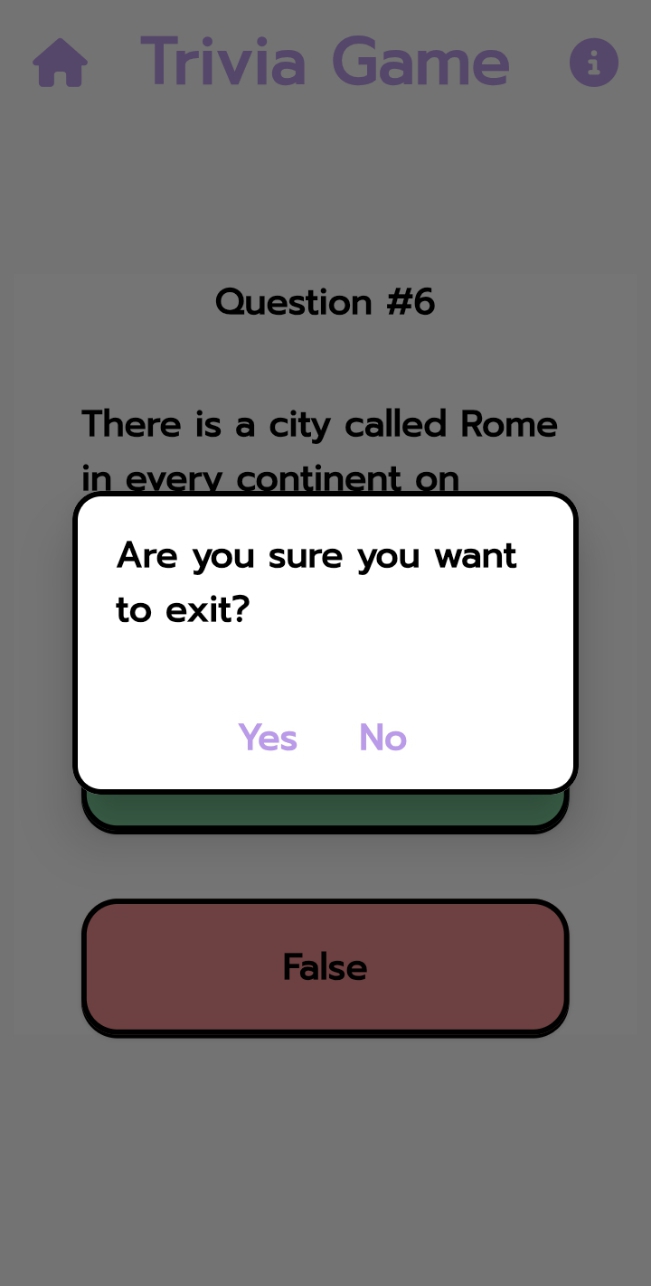 Trivia Game
Question #6
There is a city called Rome
in every continent on
Are you sure you want
to exit?
Yes No
False